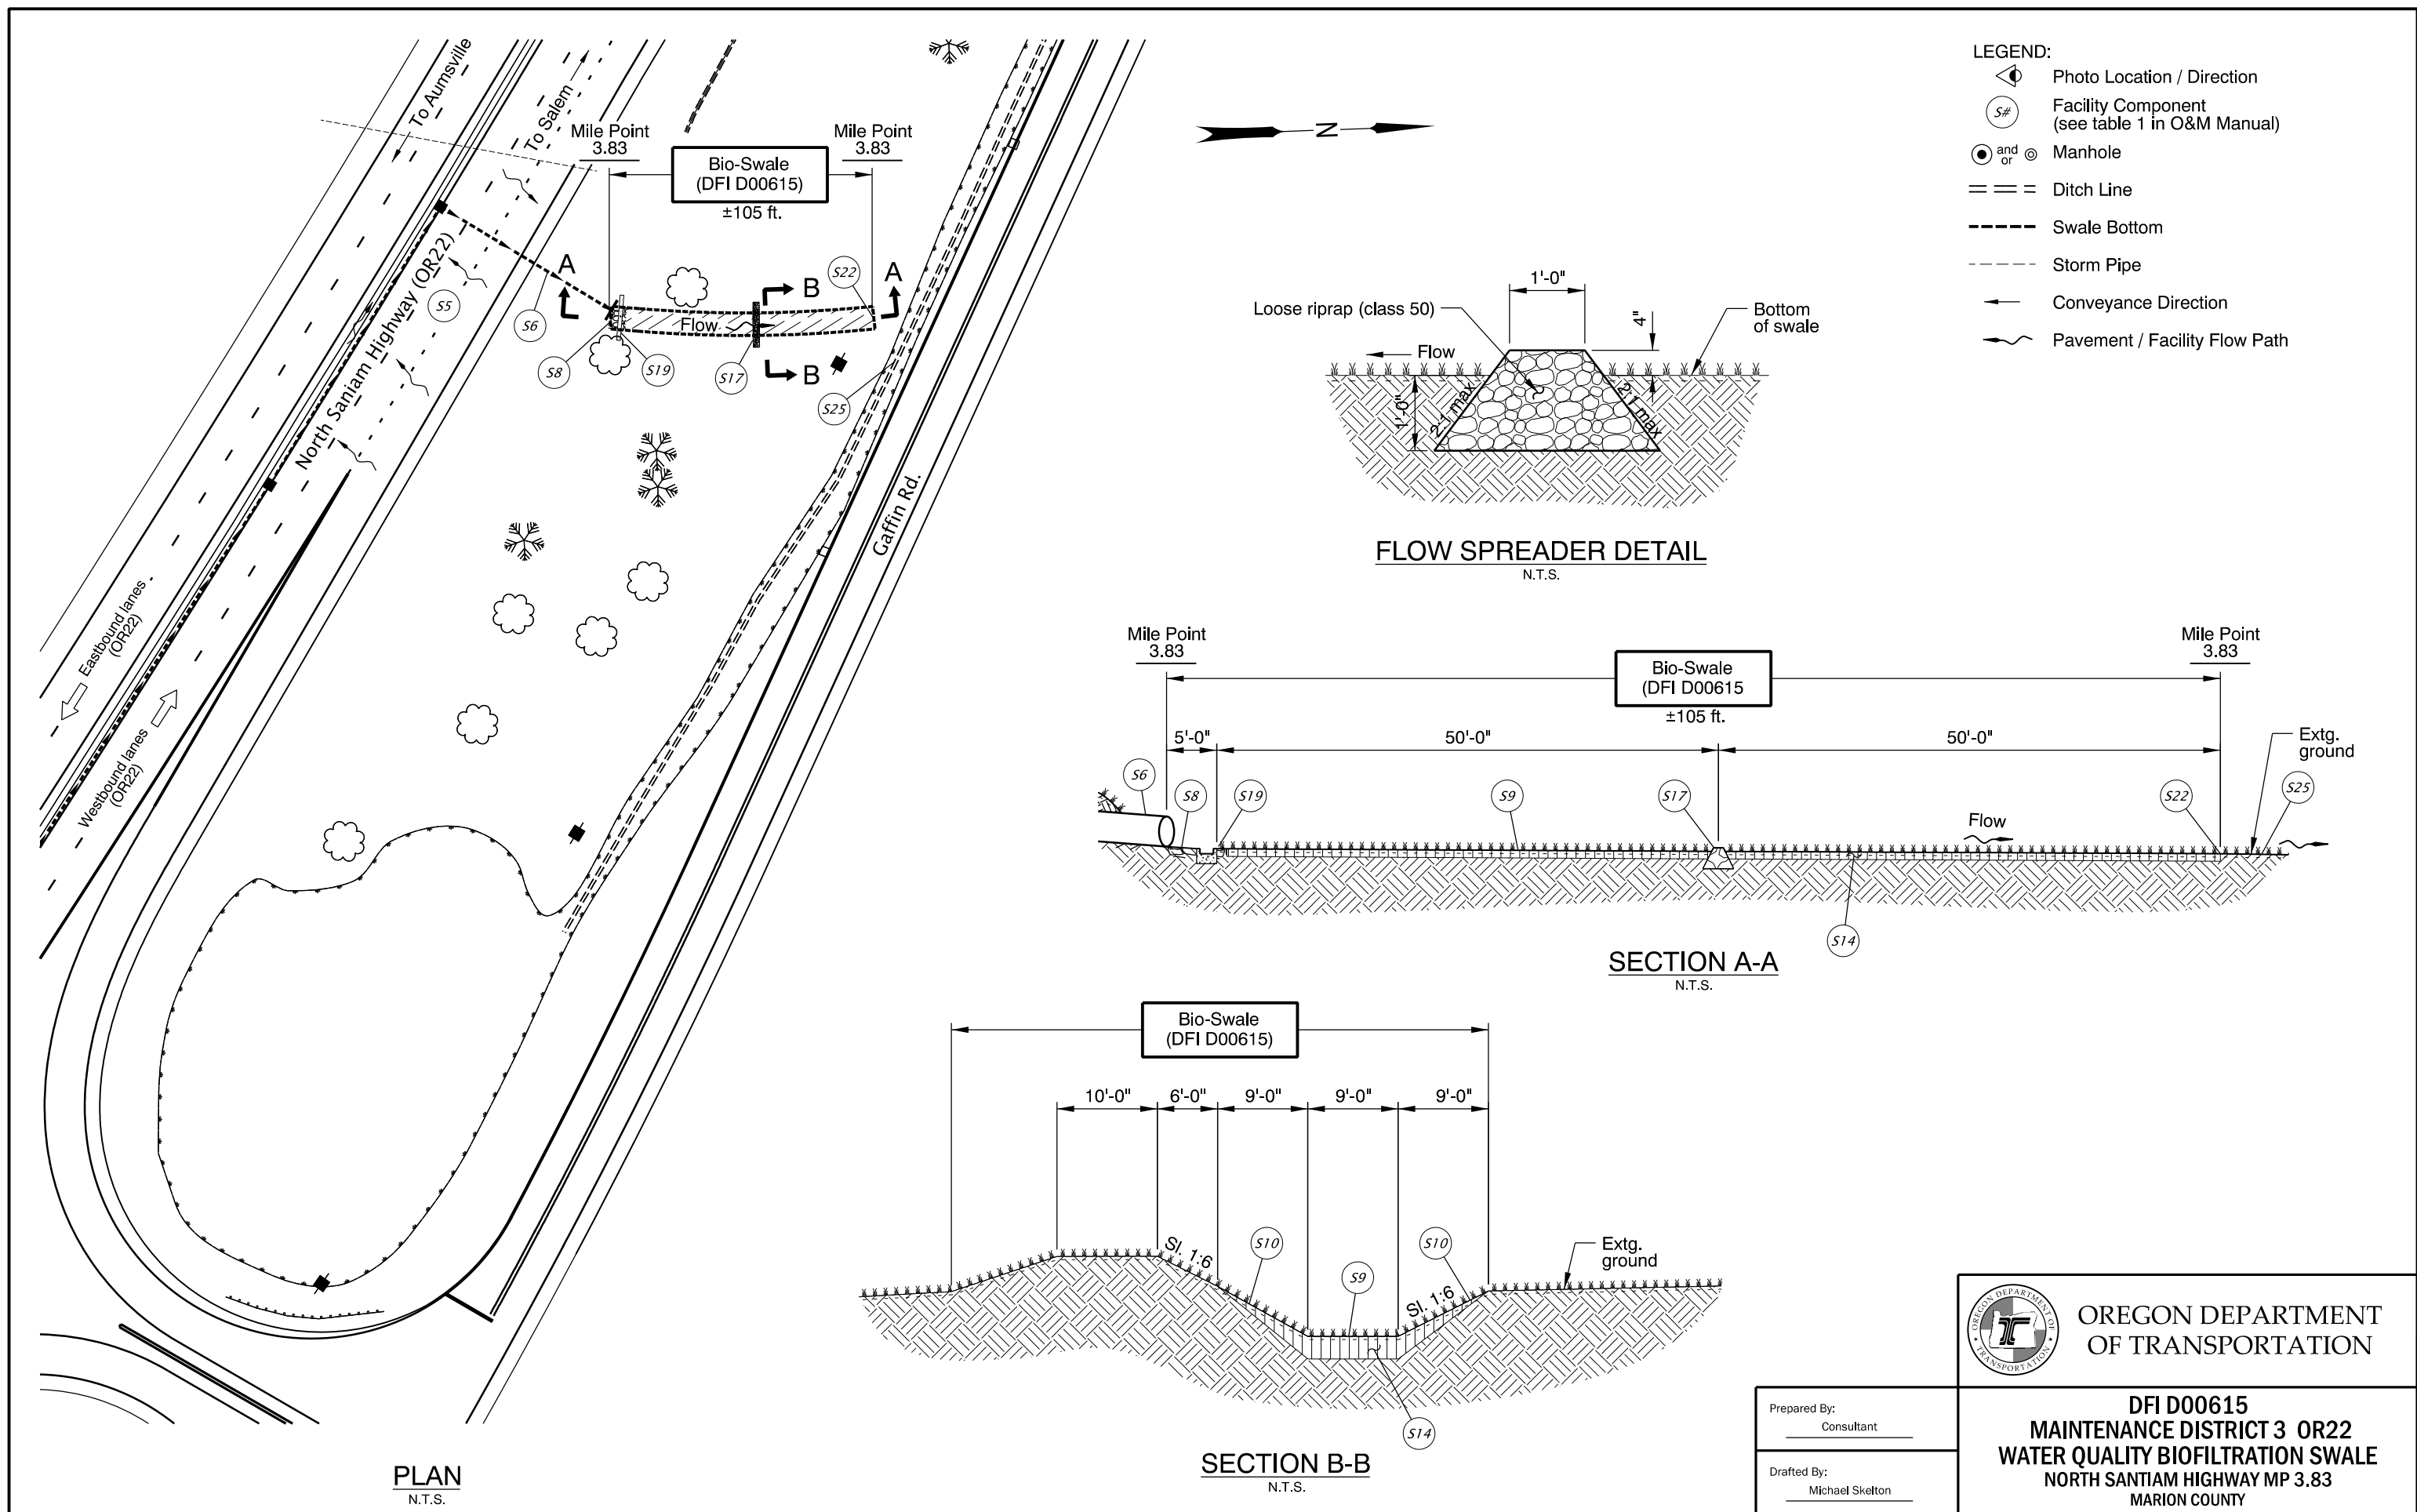 To Aumsville
To Salem
Mile Point
3.83
Mile Point
3.83
Bio-Swale
(DFI D00615)
±105 ft.
A
A
B
B
S22
S5
S6
S8
S19
S17
S25
Flow
North Saniam Highway (OR22)
Gaffin Rd.
Eastbound lanes
(OR22)
Westbound lanes
(OR22)
PLAN
N.T.S.
N
LEGEND:
Photo Location / Direction
S#
Facility Component
(see table 1 in O&M Manual)
and
or
Manhole
Ditch Line
Swale Bottom
Storm Pipe
Conveyance Direction
Pavement / Facility Flow Path
1'-0"
Loose riprap (class 50)
4"
Bottom
of swale
Flow
1'-0"
2:1 max
2:1 max
FLOW SPREADER DETAIL
N.T.S.
Mile Point
3.83
Mile Point
3.83
Bio-Swale
(DFI D00615
±105 ft.
5'-0"
50'-0"
50'-0"
Extg.
ground
S6
S8
S19
S9
S17
S22
S25
Flow
S14
SECTION A-A
N.T.S.
Bio-Swale
(DFI D00615)
10'-0"
6'-0"
9'-0"
9'-0"
9'-0"
Sl. 1:6
S10
S9
S10
Sl. 1:6
Extg.
ground
S14
SECTION B-B
N.T.S.
OREGON DEPARTMENT OF
TRANSPORTATION
OREGON DEPARTMENT
OF TRANSPORTATION
Prepared By:
Consultant
Drafted By:
Michael Skelton
DFI D00615
MAINTENANCE DISTRICT 3 OR22
WATER QUALITY BIOFILTRATION SWALE
NORTH SANTIAM HIGHWAY MP 3.83
MARION COUNTY